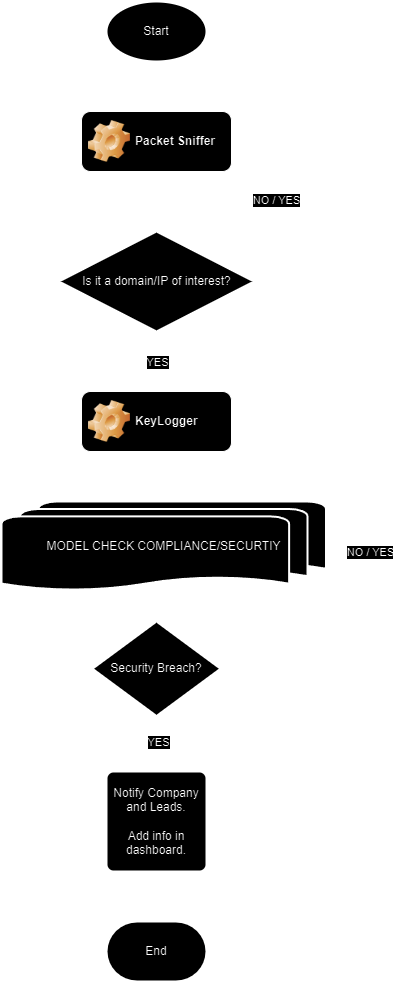 Start
Packet Sniffer
NO / YES
Is it a domain/IP of interest?
YES
KeyLogger
MODEL CHECK COMPLIANCE/SECURTIY
NO / YES
Security Breach?
YES
Notify Company
and Leads.
Add info in
dashboard.
End